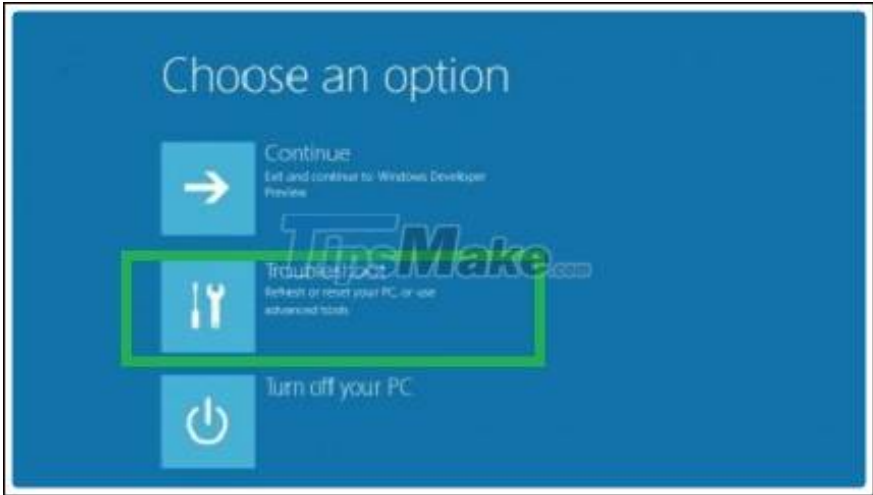 Choose an option
Continue
Exit and continue to Windows Developer
Preview
TipsMake.com
Troubleshoot
Refresh or reset your PC, or use
advanced tools
Turn off your PC